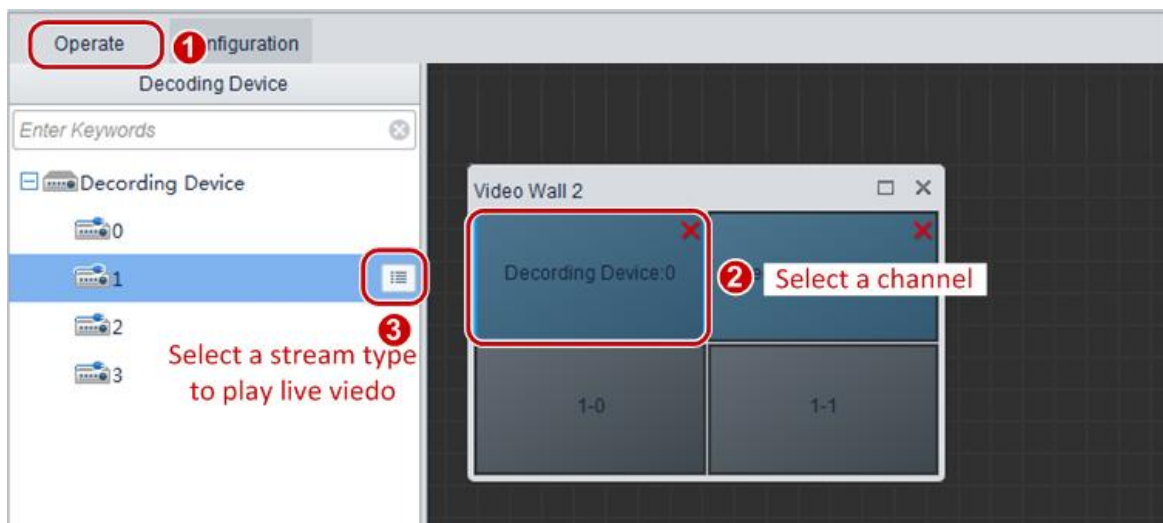 Operate
1
nfiguration
Decoding Device
Enter Keywords
Decording Device
0
1
2
3
3
Select a stream type
to play live viedo
Video Wall 2
Decording Device:0
2
Select a channel
1-0
1-1